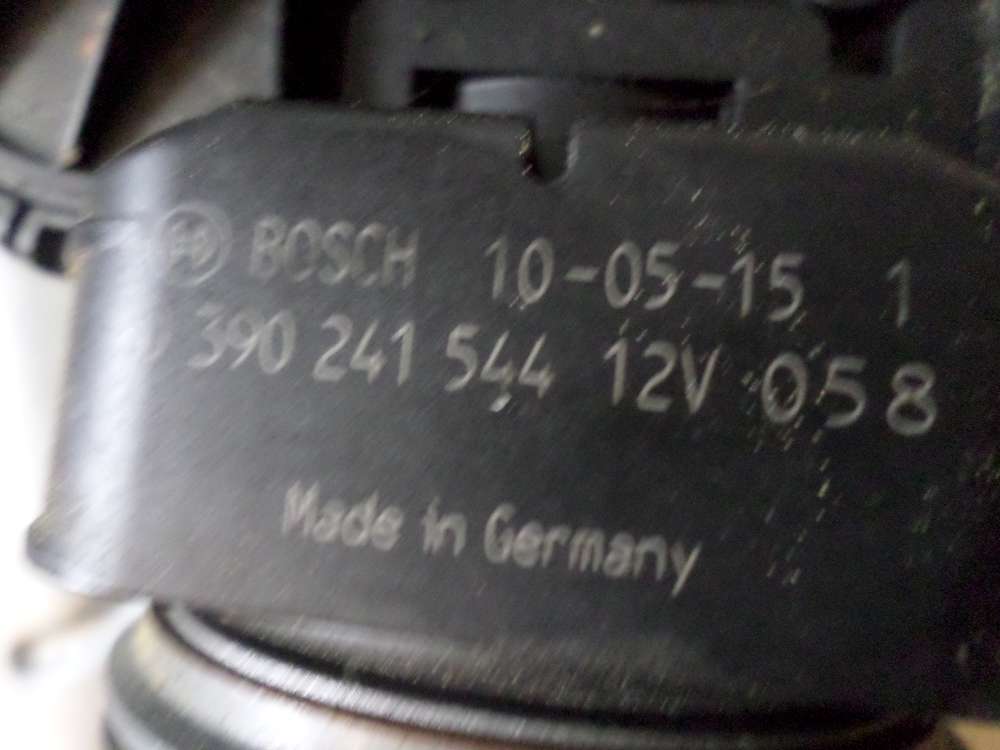 BOSCH 10-05-15 1
390 241 544 12V 058
Made in Germany